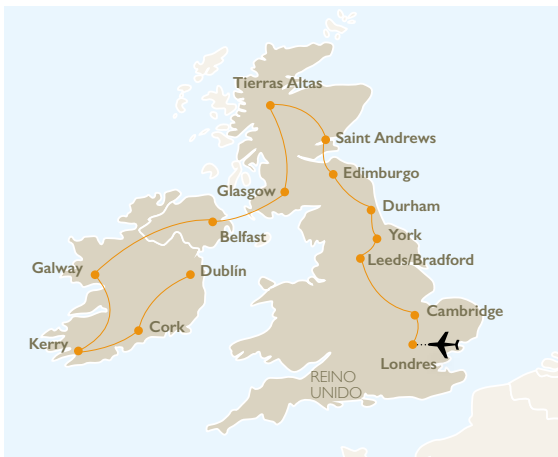 Tierras Altas
Saint Andrews
Edimburgo
Glasgow
Durham
Belfast
York
Leeds/Bradford
Galway
Dublín
Cambridge
Cork
Kerry
Londres
REINO
UNIDO